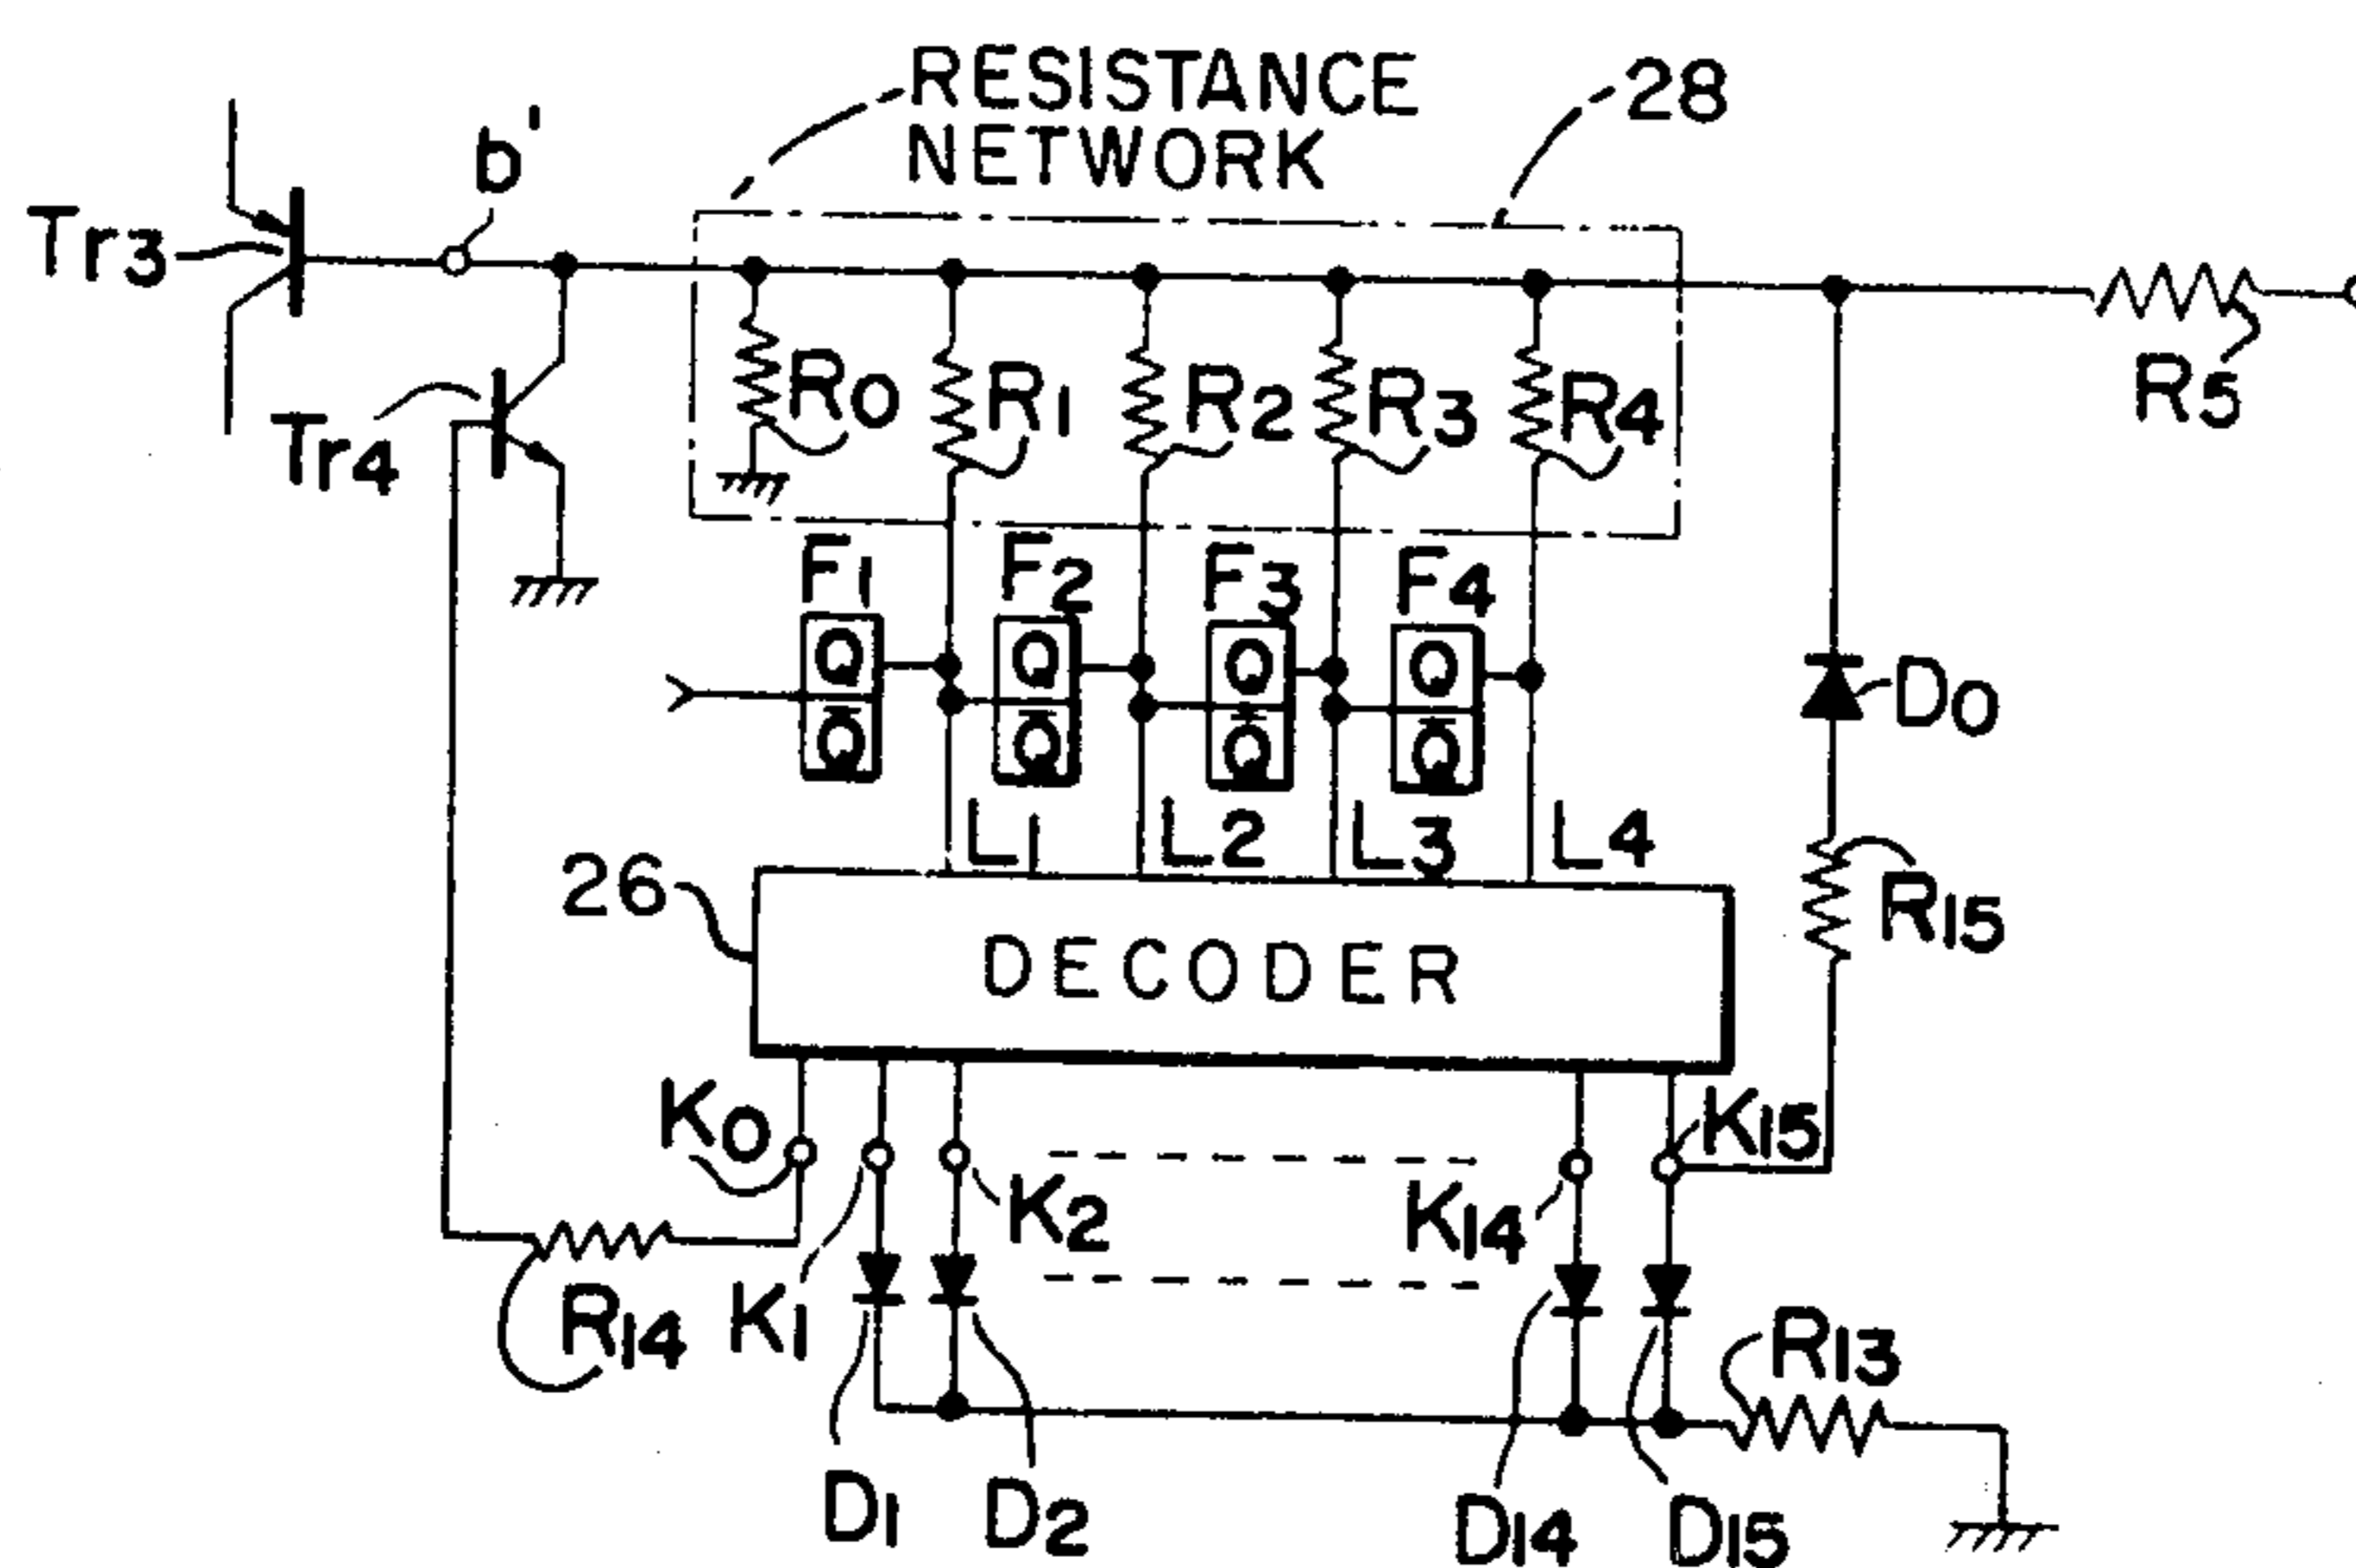 RESISTANCE
NETWORK
28
b'
Tr3
Tr4
R0
R1
R2
R3
R4
R5
F1
F2
F3
F4
Q
Q
Q
Q
Q̅
Q̅
Q̅
Q̅
D0
L1
L2
L3
L4
26
DECODER
R15
K0
K1
K2
K14
K15
R14
R13
D1
D2
D14
D15